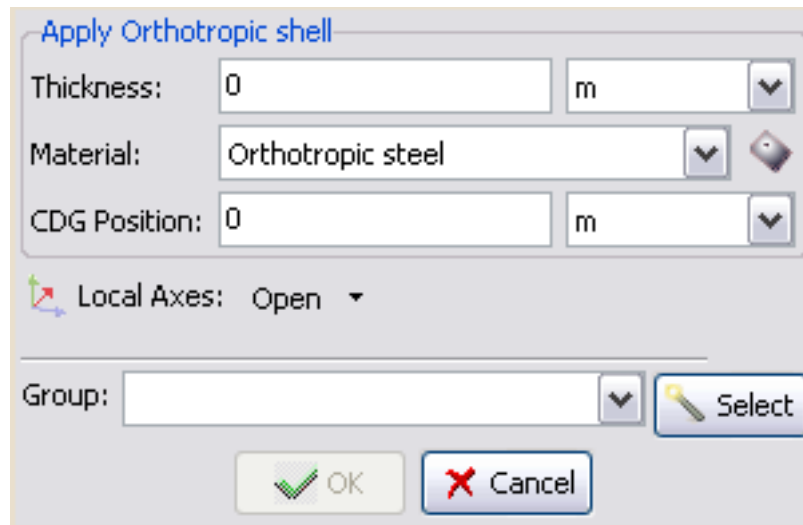 Apply Orthotropic shell
Thickness: 0 m
Material: Orthotropic steel
CDG Position: 0 m
Local Axes: Open
Group: Select
OK Cancel